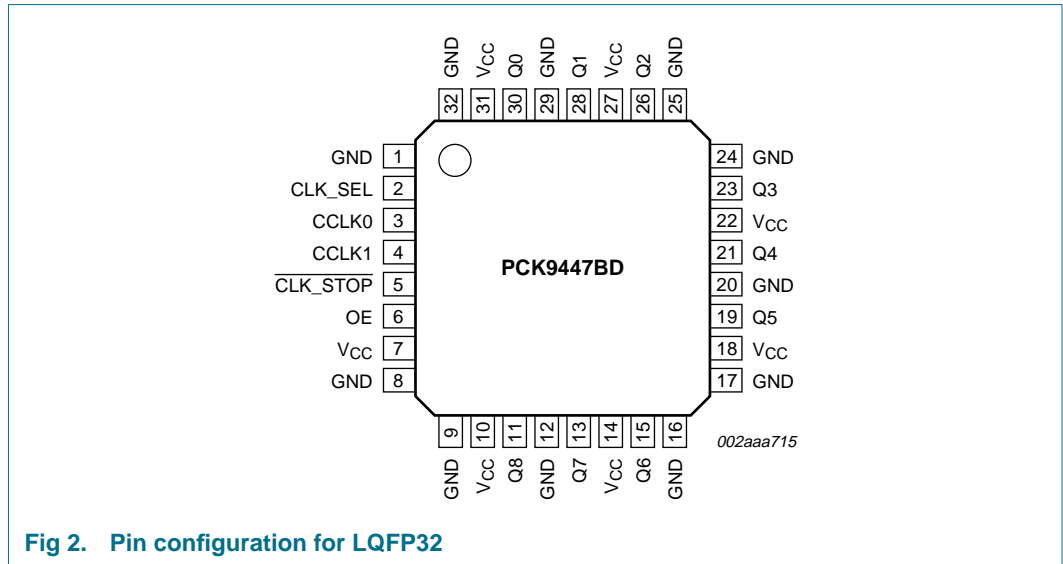 GND VCC Q0 GND Q1 VCC Q2 GND
32 31 30 29 28 27 26 25
GND 1
CLK_SEL 2
CCLK0 3
CCLK1 4
CLK_STOP 5
OE 6
VCC 7
GND 8
PCK9447BD
24 GND
23 Q3
22 VCC
21 Q4
20 GND
19 Q5
18 VCC
17 GND
9 10 11 12 13 14 15 16
GND VCC Q8 GND Q7 VCC Q6 GND
002aaa715
Fig 2. Pin configuration for LQFP32